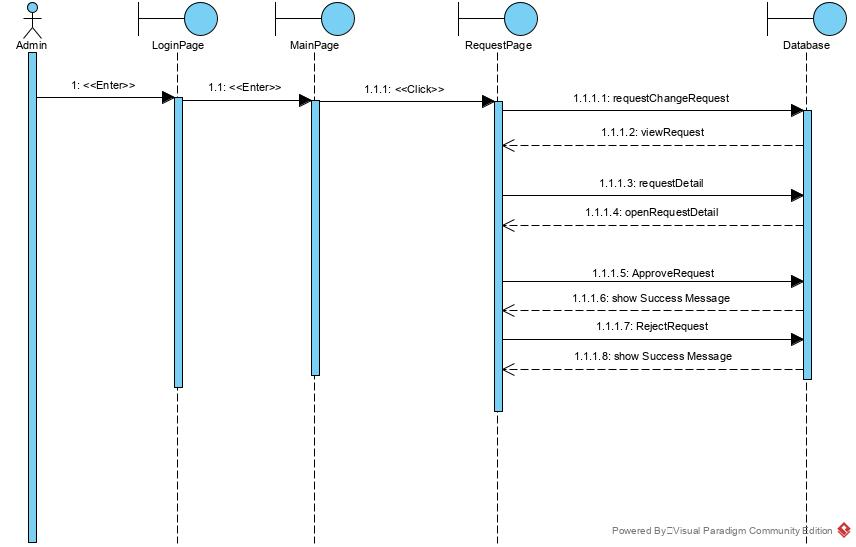 Admin
LoginPage
MainPage
RequestPage
Database
1: <<Enter>>
1.1: <<Enter>>
1.1.1: <<Click>>
1.1.1.1: requestChangeRequest
1.1.1.2: viewRequest
1.1.1.3: requestDetail
1.1.1.4: openRequestDetail
1.1.1.5: ApproveRequest
1.1.1.6: show Success Message
1.1.1.7: RejectRequest
1.1.1.8: show Success Message
Powered By Visual Paradigm Community Edition